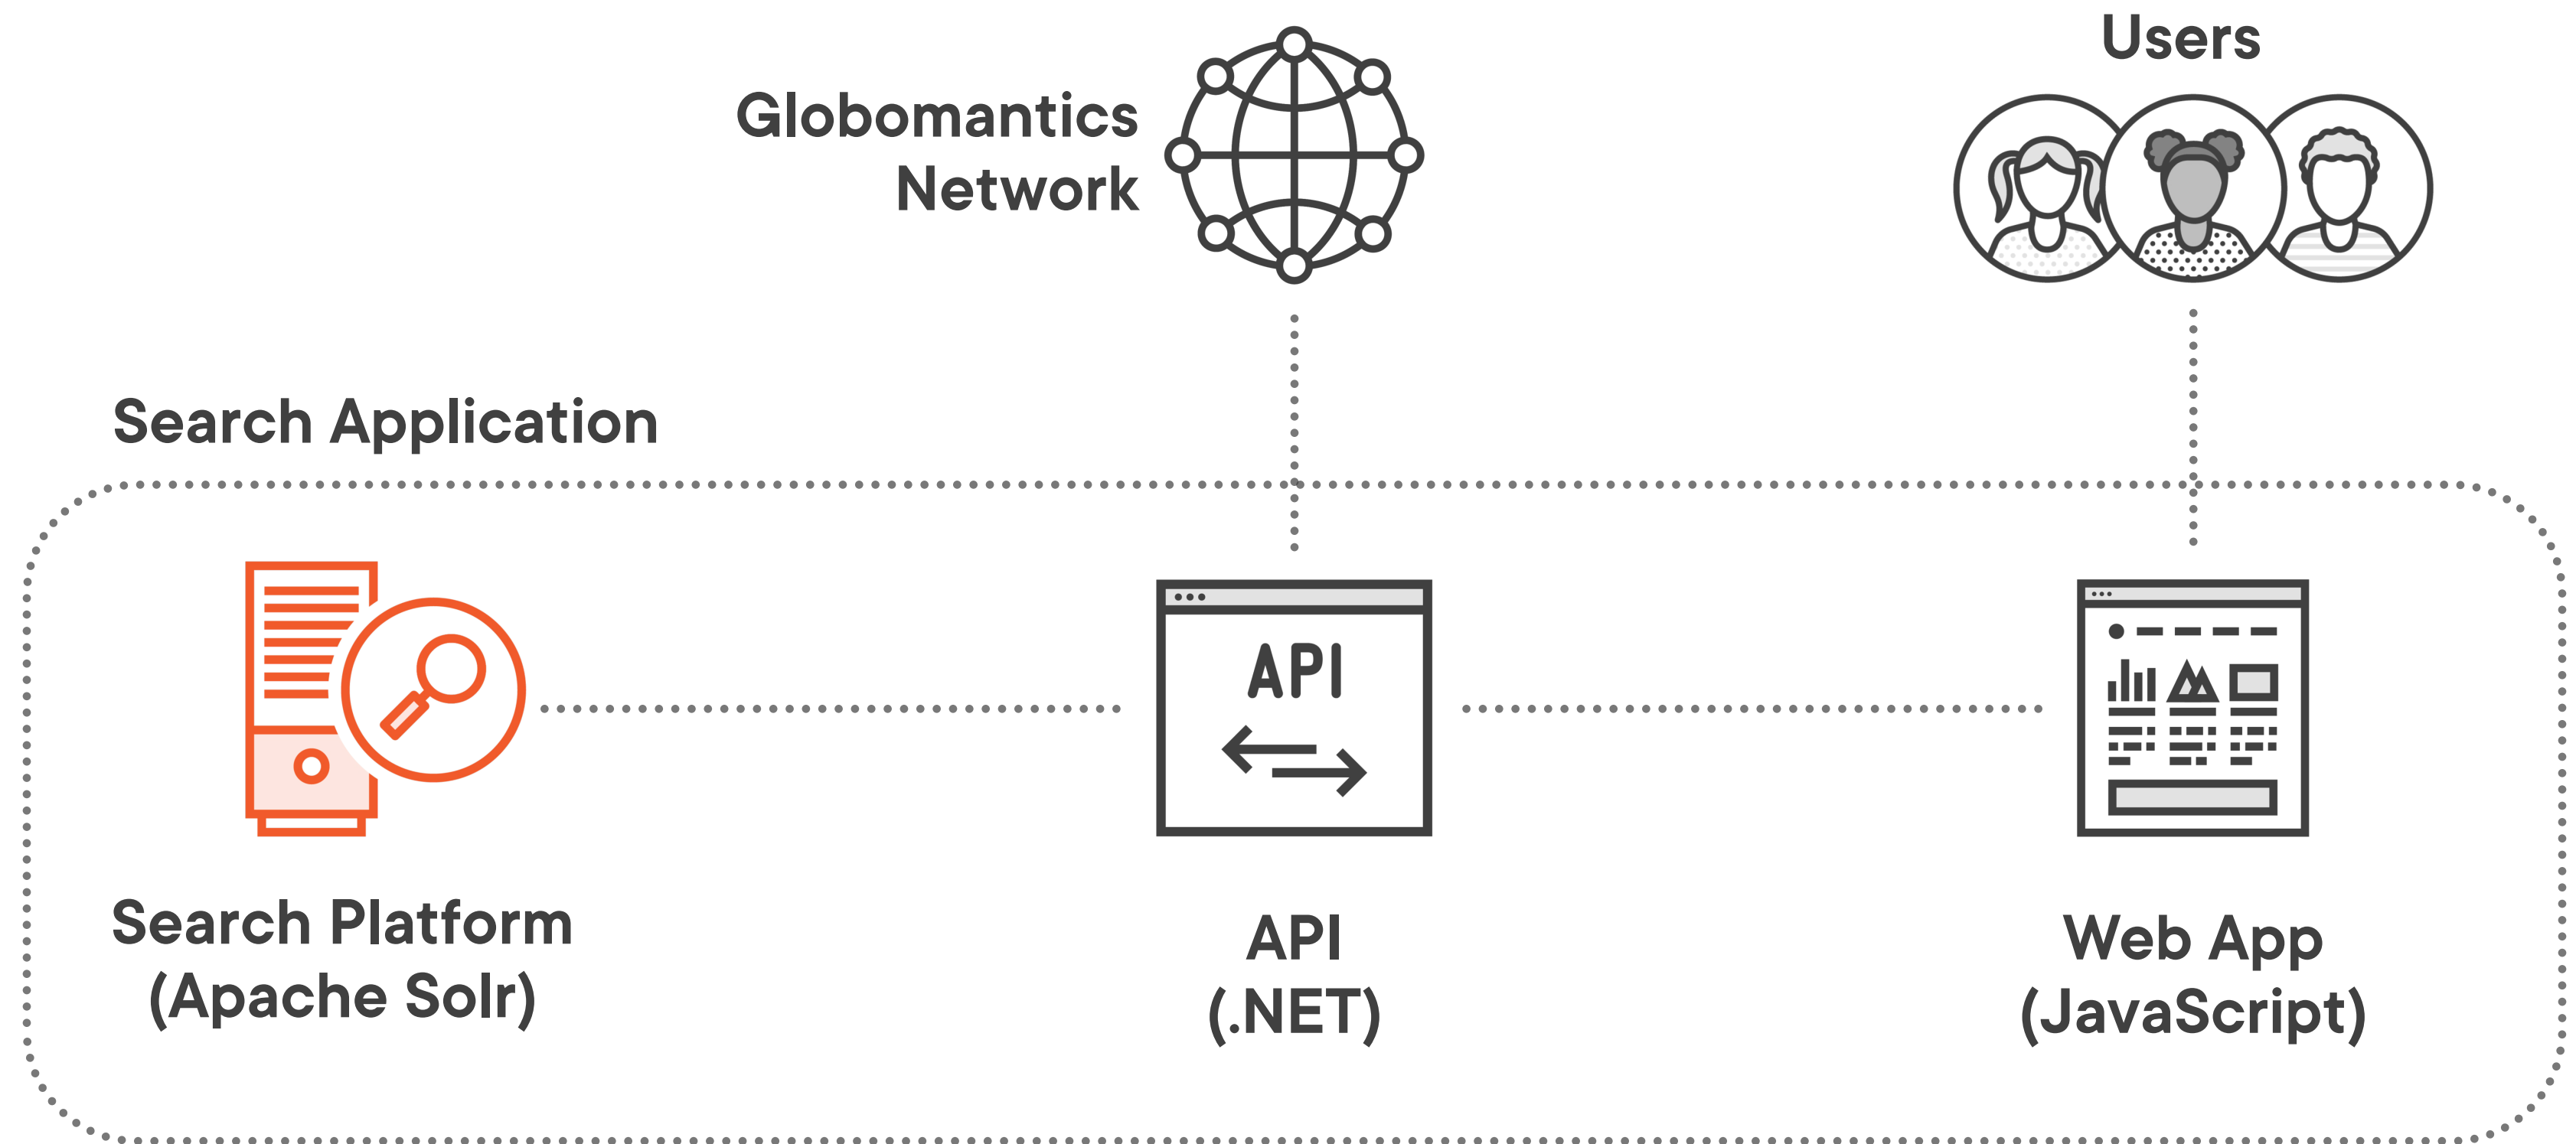 Users
Globomantics
Network
Search Application
API
Search Platform
(Apache Solr)
API
(.NET)
Web App
(JavaScript)